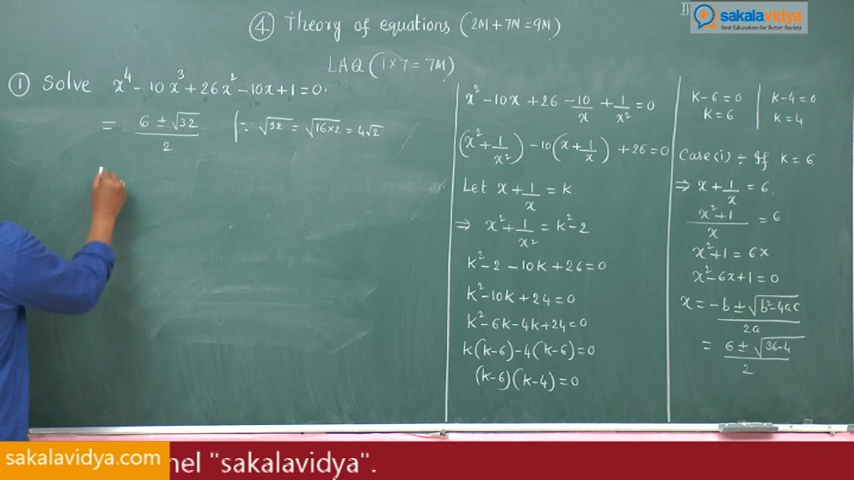 ④ Theory of equations (2M + 7M = 9M)
sakalavidya
Best Education for Better Society
LAQ (1 × 7 = 7M)
① Solve x⁴ - 10x³ + 26x² - 10x + 1 = 0.
= (6 ± √32)/2 | ∵ √32 = √(16×2) = 4√2
x² - 10x + 26 - 10/x + 1/x² = 0
(x² + 1/x²) - 10(x + 1/x) + 26 = 0
Let x + 1/x = k
⇒ x² + 1/x² = k² - 2
k² - 2 - 10k + 26 = 0
k² - 10k + 24 = 0
k² - 6k - 4k + 24 = 0
k(k-6) - 4(k-6) = 0
(k-6)(k-4) = 0
k-6 = 0 | k-4 = 0
k = 6 | k = 4
Case(i) ÷ If k = 6
⇒ x + 1/x = 6
(x² + 1)/x = 6
x² + 1 = 6x
x² - 6x + 1 = 0
x = (-b ± √(b² - 4ac))/2a
= (6 ± √(36-4))/2
sakalavidya.com
nel "sakalavidya".